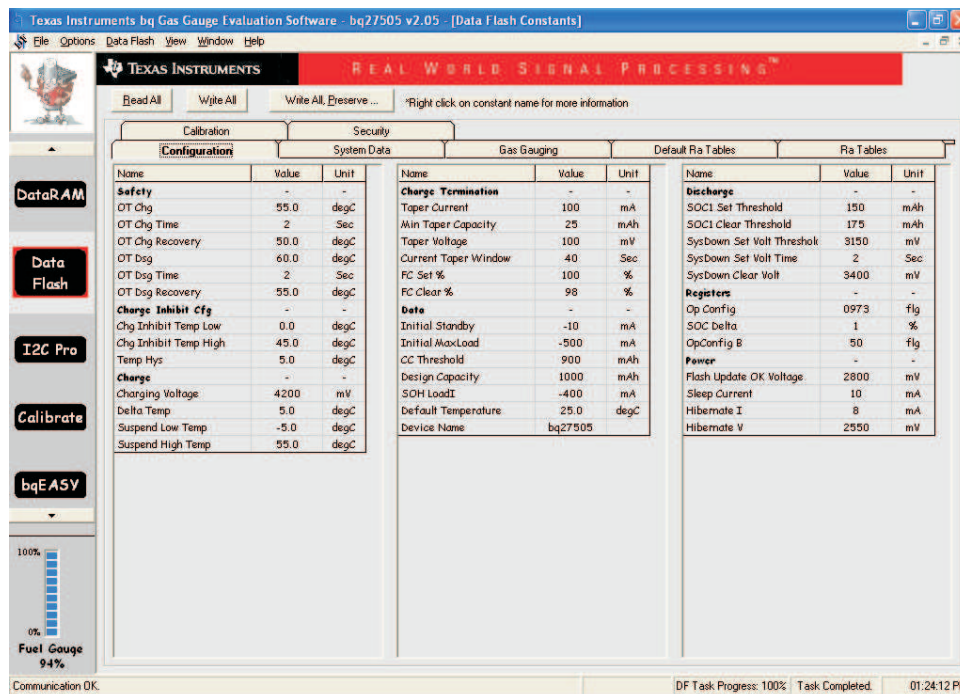 Texas Instruments bq Gas Gauge Evaluation Software - bq27505 v2.05 - [Data Flash Constants]
File Options Data Flash View Window Help
TEXAS INSTRUMENTS REAL WORLD SIGNAL PROCESSING™
Read All Write All Write All, Preserve ... *Right click on constant name for more information
Calibration Security
Configuration System Data Gas Gauging Default Ra Tables Ra Tables
DataRAM
Data
Flash
I2C Pro
Calibrate
bqEASY
100%
0%
Fuel Gauge
94%
Name Value Unit
Safety - -
OT Chg 55.0 degC
OT Chg Time 2 Sec
OT Chg Recovery 50.0 degC
OT Dsg 60.0 degC
OT Dsg Time 2 Sec
OT Dsg Recovery 55.0 degC
Charge Inhibit Cfg - -
Chg Inhibit Temp Low 0.0 degC
Chg Inhibit Temp High 45.0 degC
Temp Hys 5.0 degC
Charge - -
Charging Voltage 4200 mV
Delta Temp 5.0 degC
Suspend Low Temp -5.0 degC
Suspend High Temp 55.0 degC
Name Value Unit
Charge Termination - -
Taper Current 100 mA
Min Taper Capacity 25 mAh
Taper Voltage 100 mV
Current Taper Window 40 Sec
FC Set % 100 %
FC Clear % 98 %
Data - -
Initial Standby -10 mA
Initial MaxLoad -500 mA
CC Threshold 900 mAh
Design Capacity 1000 mAh
SOH LoadI -400 mA
Default Temperature 25.0 degC
Device Name bq27505
Name Value Unit
Discharge - -
SOC1 Set Threshold 150 mAh
SOC1 Clear Threshold 175 mAh
SysDown Set Volt Threshol 3150 mV
SysDown Set Volt Time 2 Sec
SysDown Clear Volt 3400 mV
Registers - -
Op Config 0973 flg
SOC Delta 1 %
OpConfig B 50 flg
Power - -
Flash Update OK Voltage 2800 mV
Sleep Current 10 mA
Hibernate I 8 mA
Hibernate V 2550 mV
Communication OK. DF Task Progress: 100% Task Completed. 01:24:12 P